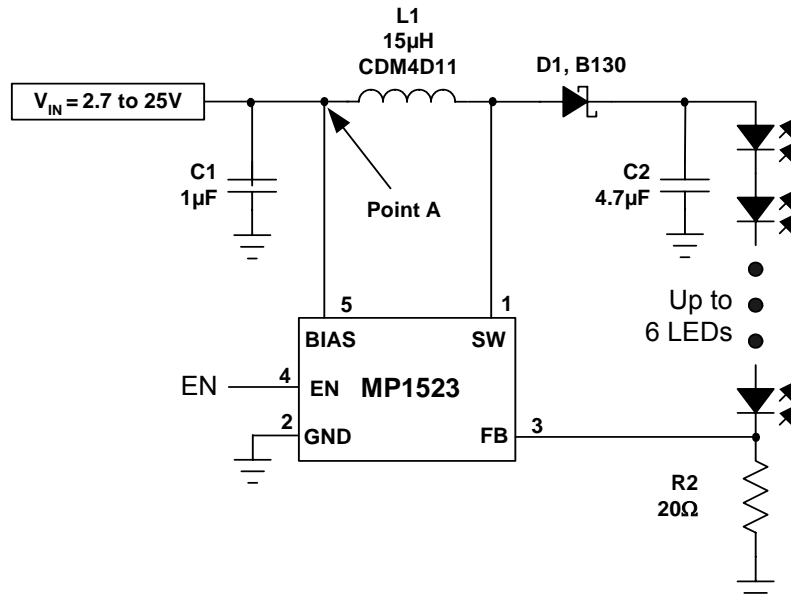 L1
15µH
CDM4D11
D1, B130
VIN = 2.7 to 25V
C1
1µF
Point A
C2
4.7µF
Up to
6 LEDs
5
1
BIAS
SW
EN
4
EN
MP1523
2
GND
FB
3
R2
20Ω